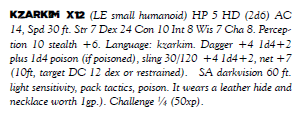 KZARKIM X12 (LE small humanoid) HP 5 HD (2d6) AC
14, Spd 30 ft. Str 7 Dex 24 Con 10 Int 8 Wis 7 Cha 8. Percep-
tion 10 stealth +6. Language: kzarkim. Dagger +4 1d4+2
plus 1d4 poison (if poisoned), sling 30/120 +4 1d4+2, net +7
(10ft, target DC 12 dex or restrained). SA darkvision 60 ft.
light sensitivity, pack tactics, poison. It wears a leather hide and
necklace worth 1gp.). Challenge ¼ (50xp).